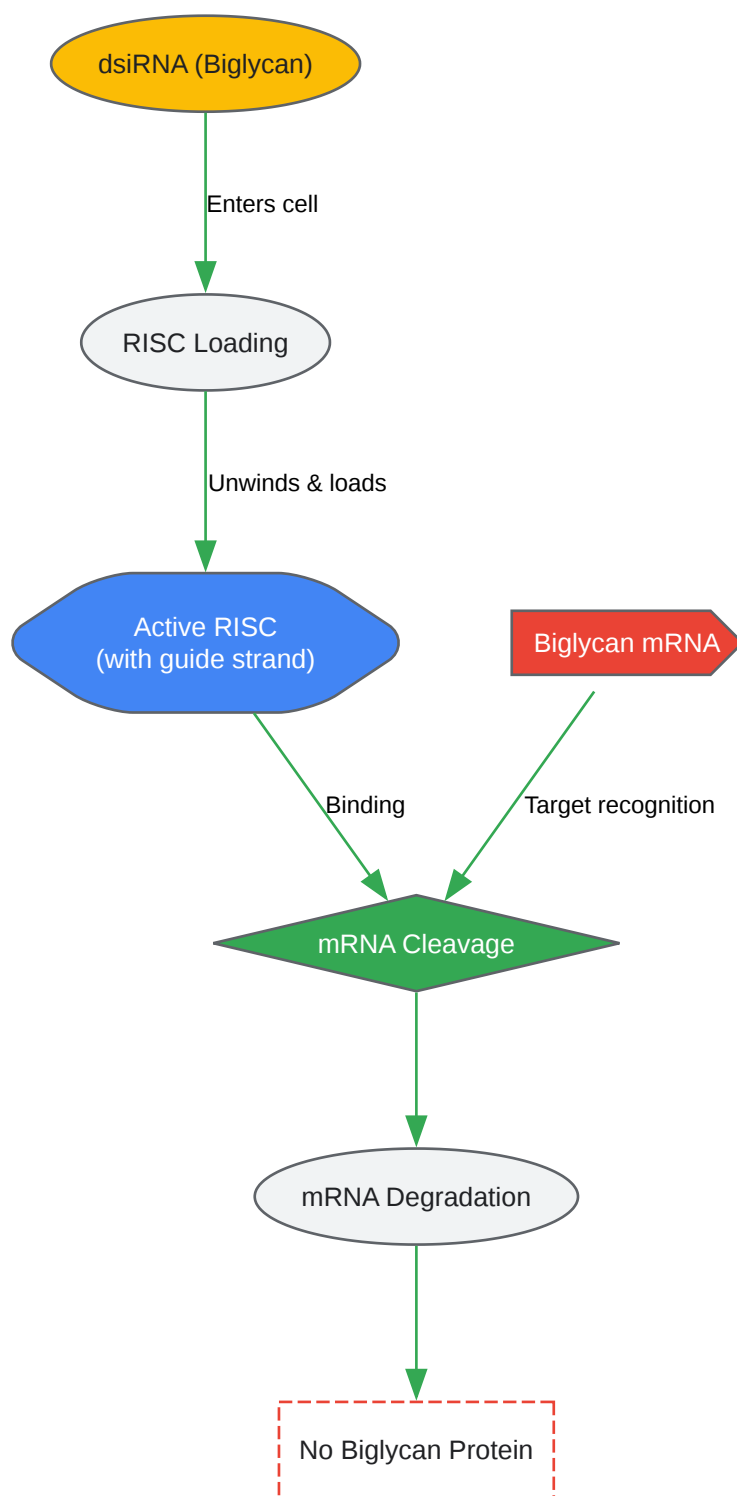 dsiRNA (Biglycan)
Enters cell
RISC Loading
Unwinds & loads
Active RISC
(with guide strand)
Biglycan mRNA
Binding
Target recognition
mRNA Cleavage
mRNA Degradation
No Biglycan Protein